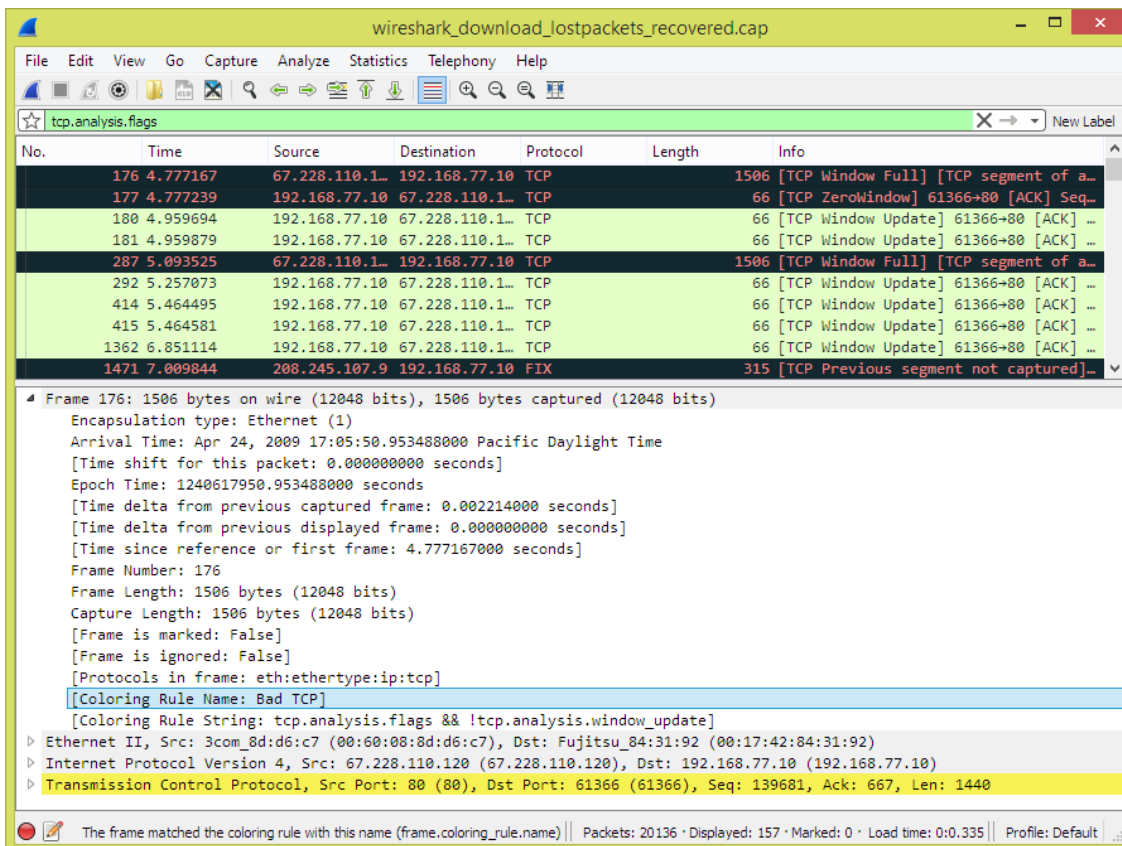 wireshark_download_lostpackets_recovered.cap
File Edit View Go Capture Analyze Statistics Telephony Help
tcp.analysis.flags New Label
No. Time Source Destination Protocol Length Info
176 4.777167 67.228.110.1… 192.168.77.10 TCP 1506 [TCP Window Full] [TCP segment of a…
177 4.777239 192.168.77.10 67.228.110.1… TCP 66 [TCP ZeroWindow] 61366→80 [ACK] Seq…
180 4.959694 192.168.77.10 67.228.110.1… TCP 66 [TCP Window Update] 61366→80 [ACK] …
181 4.959879 192.168.77.10 67.228.110.1… TCP 66 [TCP Window Update] 61366→80 [ACK] …
287 5.093525 67.228.110.1… 192.168.77.10 TCP 1506 [TCP Window Full] [TCP segment of a…
292 5.257073 192.168.77.10 67.228.110.1… TCP 66 [TCP Window Update] 61366→80 [ACK] …
414 5.464495 192.168.77.10 67.228.110.1… TCP 66 [TCP Window Update] 61366→80 [ACK] …
415 5.464581 192.168.77.10 67.228.110.1… TCP 66 [TCP Window Update] 61366→80 [ACK] …
1362 6.851114 192.168.77.10 67.228.110.1… TCP 66 [TCP Window Update] 61366→80 [ACK] …
1471 7.009844 208.245.107.9 192.168.77.10 FIX 315 [TCP Previous segment not captured]…
Frame 176: 1506 bytes on wire (12048 bits), 1506 bytes captured (12048 bits)
Encapsulation type: Ethernet (1)
Arrival Time: Apr 24, 2009 17:05:50.953488000 Pacific Daylight Time
[Time shift for this packet: 0.000000000 seconds]
Epoch Time: 1240617950.953488000 seconds
[Time delta from previous captured frame: 0.002214000 seconds]
[Time delta from previous displayed frame: 0.000000000 seconds]
[Time since reference or first frame: 4.777167000 seconds]
Frame Number: 176
Frame Length: 1506 bytes (12048 bits)
Capture Length: 1506 bytes (12048 bits)
[Frame is marked: False]
[Frame is ignored: False]
[Protocols in frame: eth:ethertype:ip:tcp]
[Coloring Rule Name: Bad TCP]
[Coloring Rule String: tcp.analysis.flags && !tcp.analysis.window_update]
Ethernet II, Src: 3com_8d:d6:c7 (00:60:08:8d:d6:c7), Dst: Fujitsu_84:31:92 (00:17:42:84:31:92)
Internet Protocol Version 4, Src: 67.228.110.120 (67.228.110.120), Dst: 192.168.77.10 (192.168.77.10)
Transmission Control Protocol, Src Port: 80 (80), Dst Port: 61366 (61366), Seq: 139681, Ack: 667, Len: 1440
The frame matched the coloring rule with this name (frame.coloring_rule.name) Packets: 20136 · Displayed: 157 · Marked: 0 · Load time: 0:0.335 Profile: Default